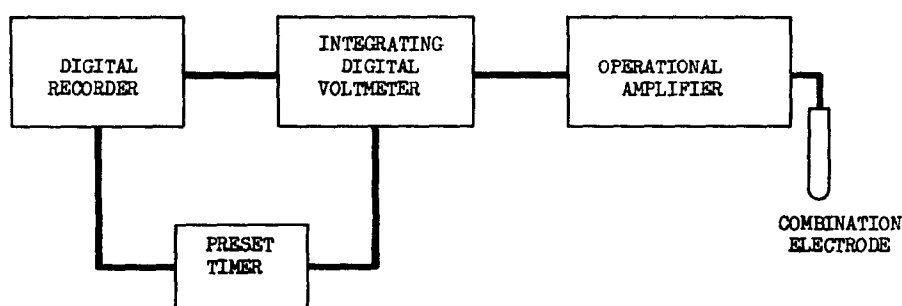 DIGITAL
RECORDER
INTEGRATING
DIGITAL
VOLTMETER
OPERATIONAL
AMPLIFIER
PRESET
TIMER
COMBINATION
ELECTRODE